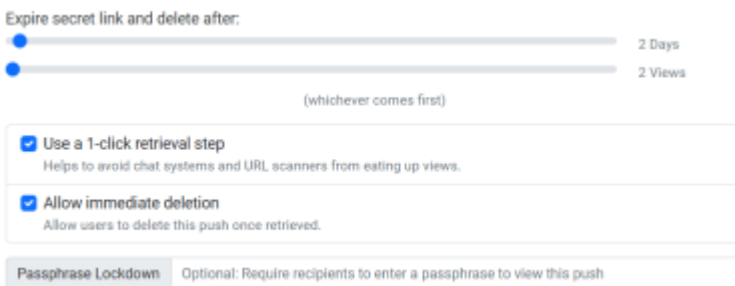 Expire secret link and delete after:
2 Days
2 Views
(whichever comes first)
Use a 1-click retrieval step
Helps to avoid chat systems and URL scanners from eating up views.
Allow immediate deletion
Allow users to delete this push once retrieved.
Passphrase Lockdown Optional: Require recipients to enter a passphrase to view this push